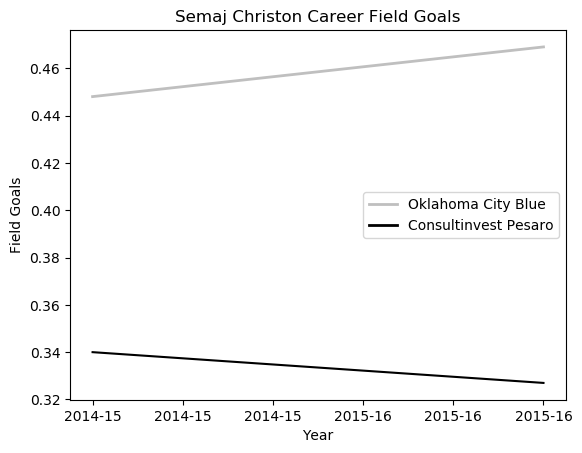 Semaj Christon Career Field Goals
Field Goals
0.46
0.44
0.42
0.40
0.38
0.36
0.34
0.32
Oklahoma City Blue
Consultinvest Pesaro
2014-15 2014-15 2014-15 2015-16 2015-16 2015-16
Year